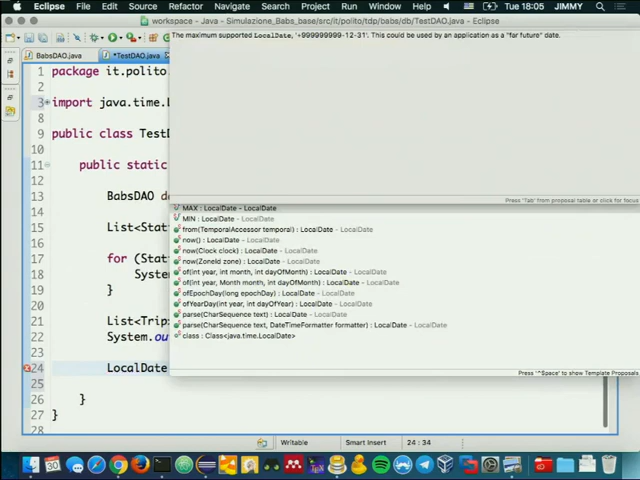 Eclipse File Edit Source Refactor Navigate Search Project Run Window Help Tue 18:05 JIMMY
workspace - Java - Simulazione_Babs_base/src/it/polito/tdp/babs/db/TestDAO.java - Eclipse
The maximum supported LocalDate, '+999999999-12-31'. This could be used by an application as a "far future" date.
BabsDAO.java *TestDAO.java
1 package it.polito
2
3 import java.time.L
8
9 public class TestD
10
11 public static
12
13 BabsDAO d
14
Press 'Tab' from proposal table or click for focus
MAX : LocalDate - LocalDate
MIN : LocalDate - LocalDate
15 List<Stat
from(TemporalAccessor temporal) : LocalDate - LocalDate
16
now() : LocalDate - LocalDate
now(Clock clock) : LocalDate - LocalDate
17 for (Stat
now(ZoneId zone) : LocalDate - LocalDate
18 System
of(int year, int month, int dayOfMonth) : LocalDate - LocalDate
of(int year, Month month, int dayOfMonth) : LocalDate - LocalDate
19 }
ofEpochDay(long epochDay) : LocalDate - LocalDate
20
ofYearDay(int year, int dayOfYear) : LocalDate - LocalDate
parse(CharSequence text) : LocalDate - LocalDate
21 List<Trip
parse(CharSequence text, DateTimeFormatter formatter) : LocalDate - LocalDate
22 System.ou
class : Class<java.time.LocalDate>
23
24 LocalDate
Press '^Space' to show Template Proposals
25
26 }
27 }
28
Writable Smart Insert 24 : 34